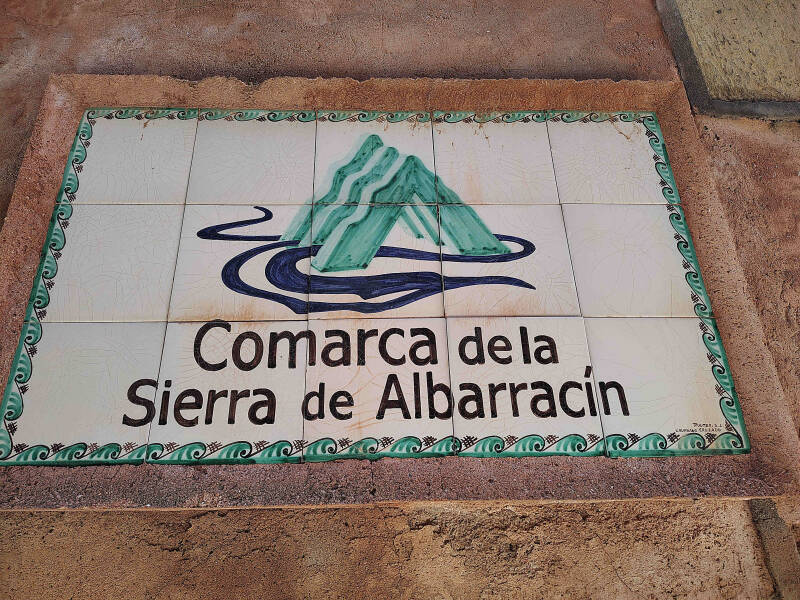 Comarca de la
Sierra de Albarracín